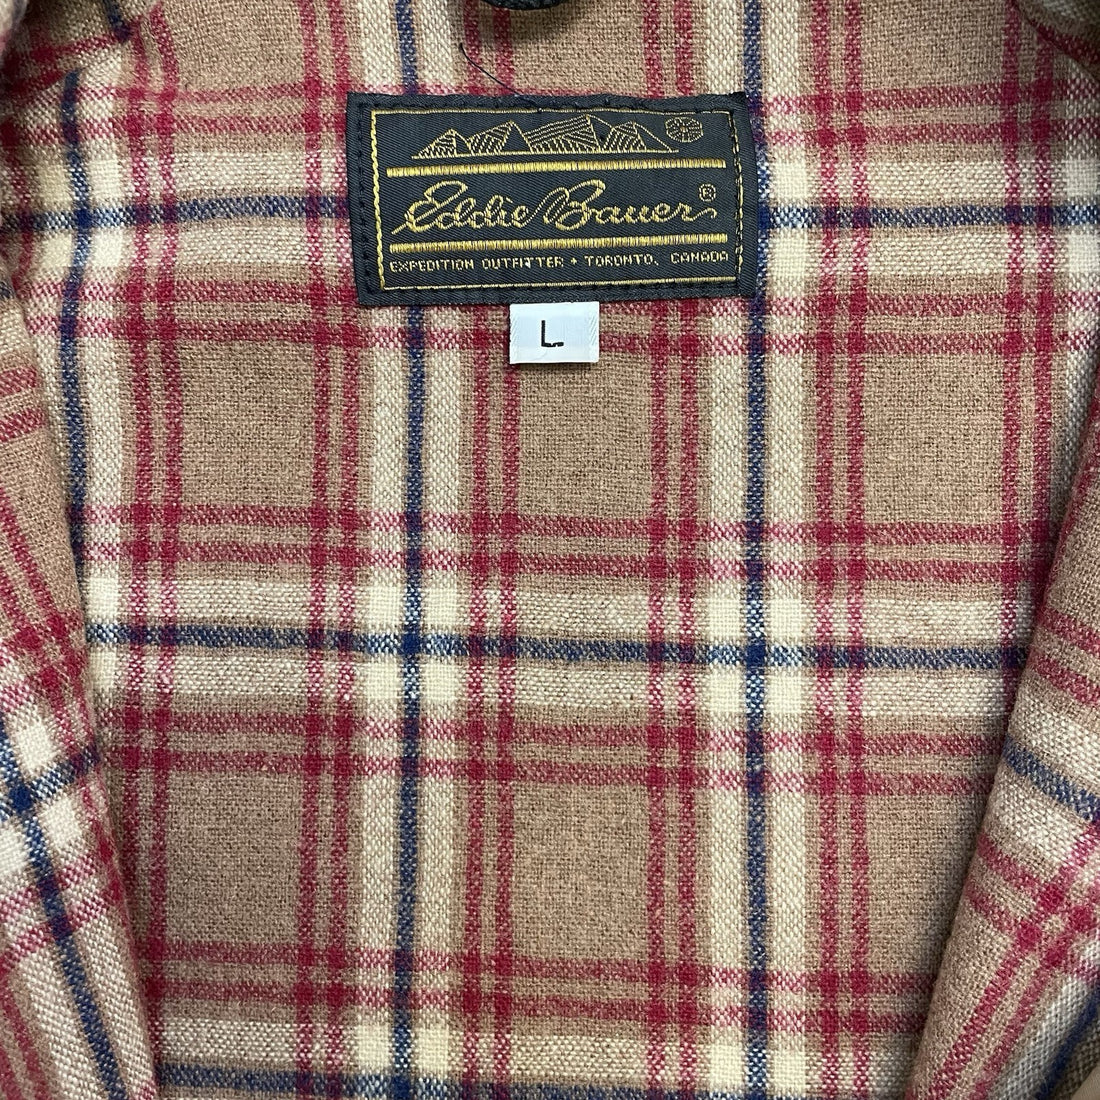 Eddie Bauer®
EXPEDITION OUTFITTER • TORONTO, CANADA
L